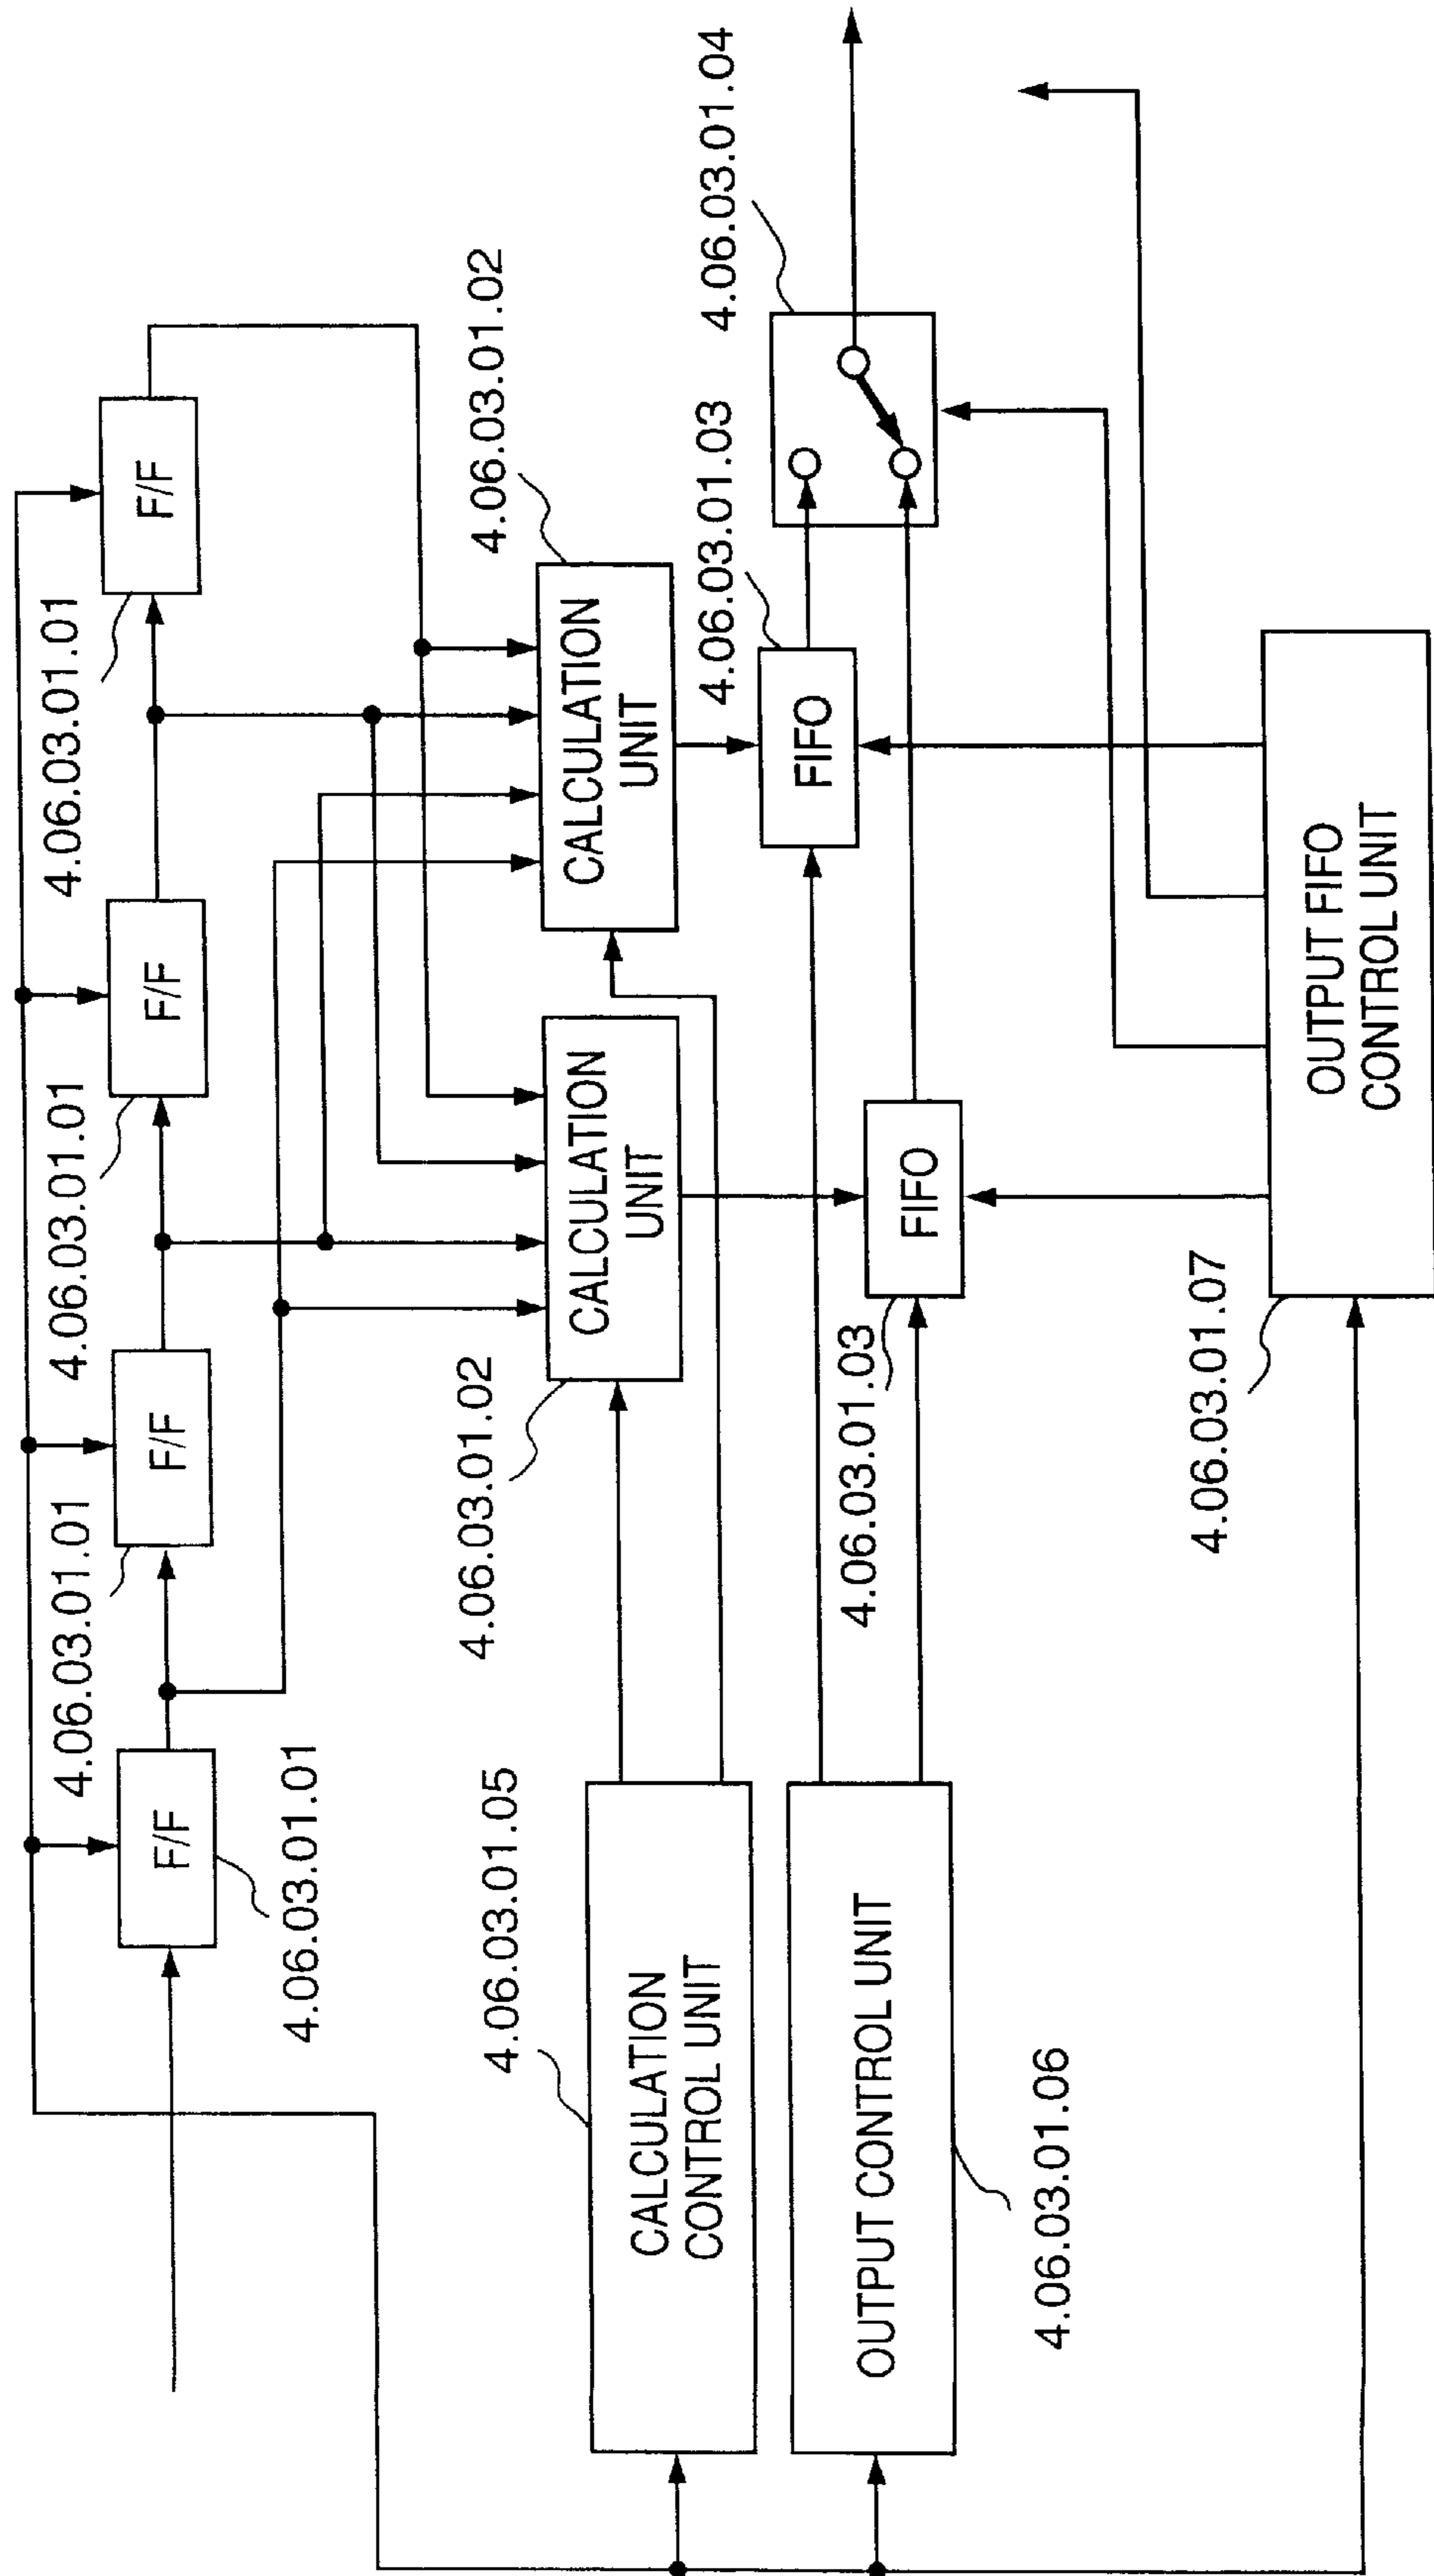 F/F
4.06.03.01.01
F/F
4.06.03.01.01
F/F
4.06.03.01.01
F/F
4.06.03.01.01
4.06.03.01.05
CALCULATION
CONTROL UNIT
4.06.03.01.02
CALCULATION
UNIT
4.06.03.01.02
CALCULATION
UNIT
OUTPUT CONTROL UNIT
4.06.03.01.06
4.06.03.01.03
FIFO
4.06.03.01.03
FIFO
4.06.03.01.04
4.06.03.01.07
OUTPUT FIFO
CONTROL UNIT